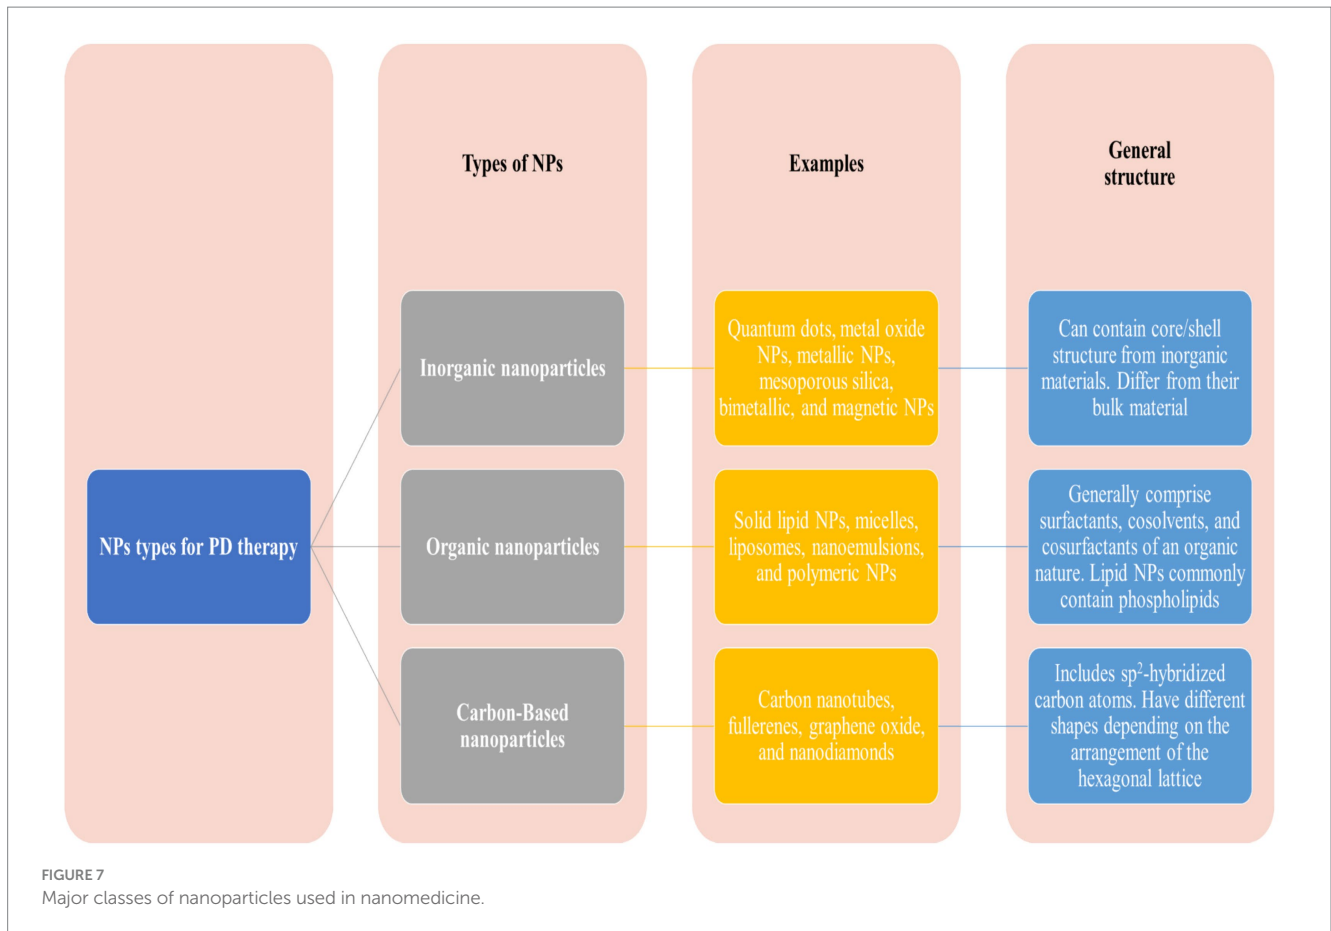 Types of NPs
Examples
General
structure
NPs types for PD therapy
Inorganic nanoparticles
Quantum dots, metal oxide
NPs, metallic NPs,
mesoporous silica,
bimetallic, and magnetic NPs
Can contain core/shell
structure from inorganic
materials. Differ from their
bulk material
Organic nanoparticles
Solid lipid NPs, micelles,
liposomes, nanoemulsions,
and polymeric NPs
Generally comprise
surfactants, cosolvents, and
cosurfactants of an organic
nature. Lipid NPs commonly
contain phospholipids
Carbon-Based
nanoparticles
Carbon nanotubes,
fullerenes, graphene oxide,
and nanodiamonds
Includes sp²-hybridized
carbon atoms. Have different
shapes depending on the
arrangement of the
hexagonal lattice
FIGURE 7
Major classes of nanoparticles used in nanomedicine.